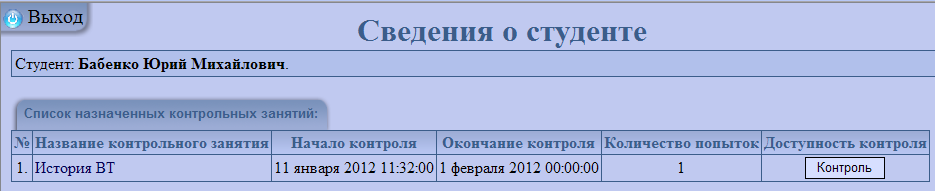 Выход
Сведения о студенте
Студент: Бабенко Юрий Михайлович.
Список назначенных контрольных занятий:
№ Название контрольного занятия Начало контроля Окончание контроля Количество попыток Доступность контроля
1. История ВТ 11 января 2012 11:32:00 1 февраля 2012 00:00:00 1 Контроль